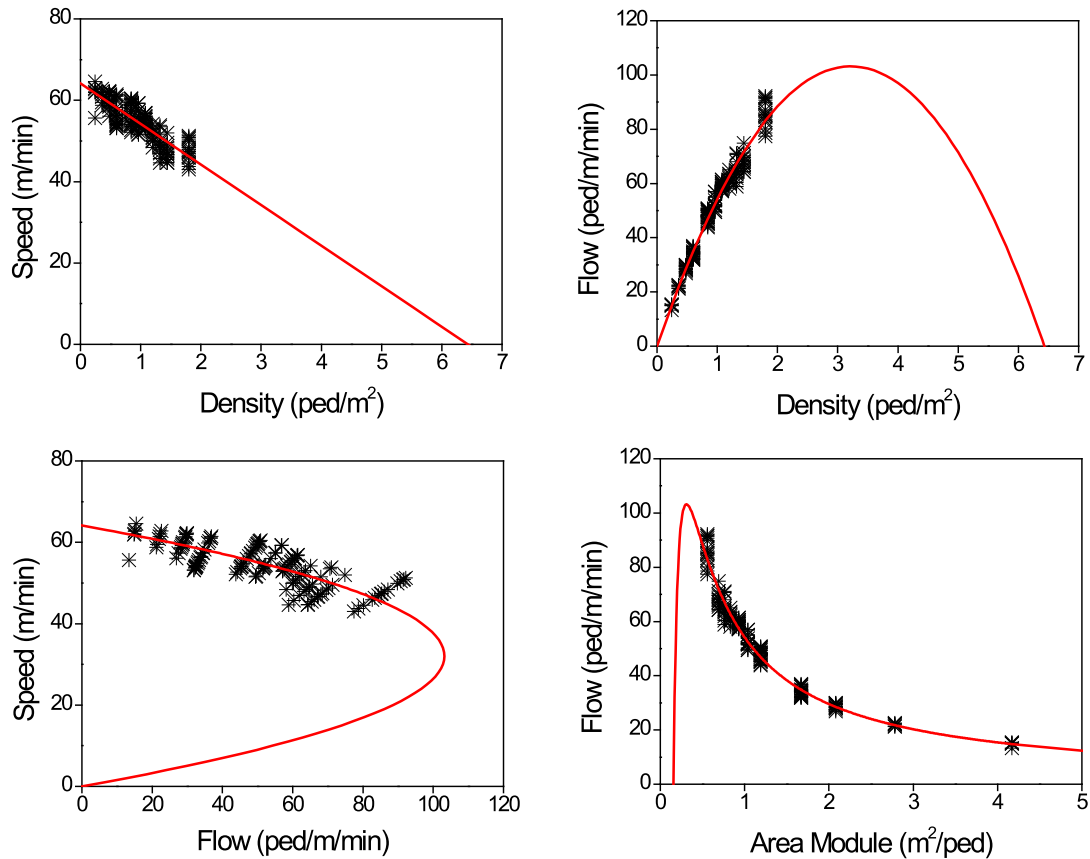 80
60
40
20
0
Speed (m/min)
0 1 2 3 4 5 6 7
Density (ped/m²)
120
100
80
60
40
20
0
Flow (ped/m/min)
0 1 2 3 4 5 6 7
Density (ped/m²)
80
60
40
20
0
Speed (m/min)
0 20 40 60 80 100 120
Flow (ped/m/min)
120
100
80
60
40
20
0
Flow (ped/m/min)
0 1 2 3 4 5
Area Module (m²/ped)